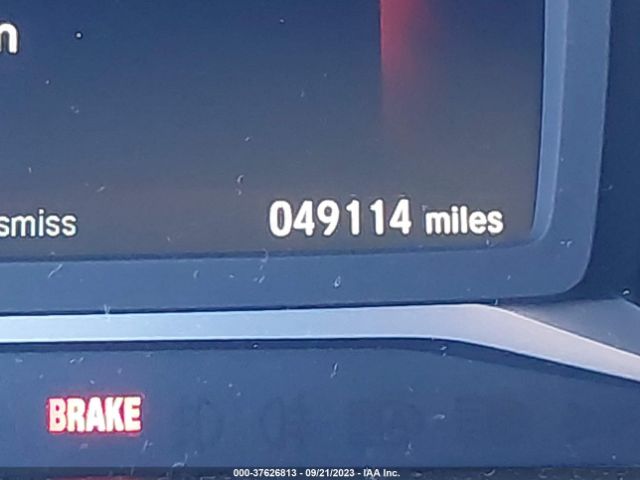 n
smiss
049114 miles
BRAKE
000-37626813 - 09/21/2023 - IAA Inc.